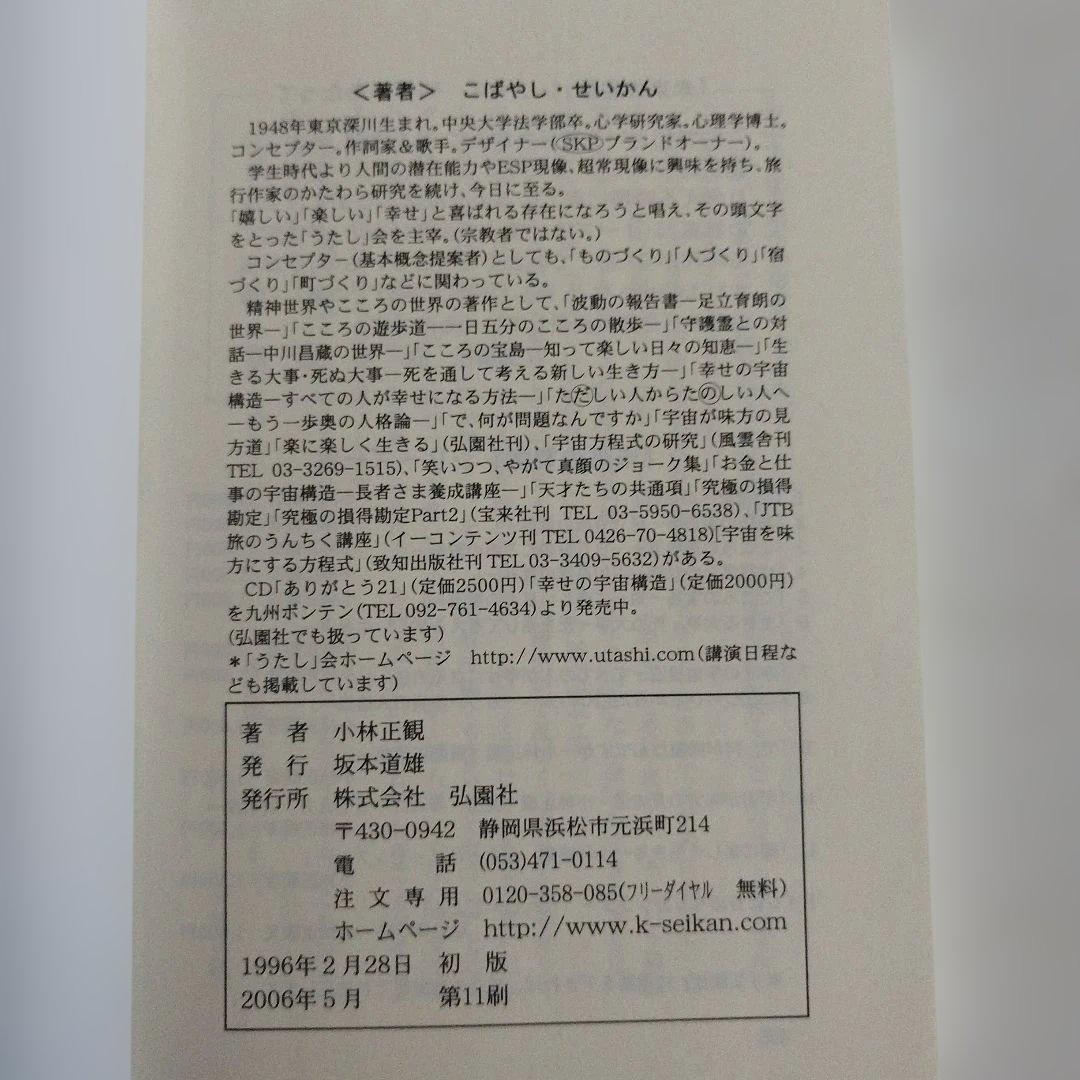 <著者>　こばやし・せいかん
1948年東京深川生まれ。中央大学法学部卒。心学研究家。心理学博士。
コンセプター。作詞家&歌手。デザイナー(SKPブランドオーナー)。
学生時代より人間の潜在能力やESP現像、超常現像に興味を持ち、旅
行作家のかたわら研究を続け、今日に至る。
「嬉しい」「楽しい」「幸せ」と喜ばれる存在になろうと唱え、その頭文字
をとった「うたし」会を主宰。(宗教者ではない。)
コンセプター(基本概念提案者)としても、「ものづくり」「人づくり」「宿
づくり」「町づくり」などに関わっている。
精神世界やこころの世界の著作として、「波動の報告書―足立育朗の
世界―」「こころの遊歩道―一日五分のこころの散歩―」「守護霊との対
話―中川昌蔵の世界―」「こころの宝島―知って楽しい日々の知恵―」「生
きる大事・死ぬ大事―死を通して考える新しい生き方―」「幸せの宇宙
構造―すべての人が幸せになる方法―」「ただしい人からたのしい人へ
―もう一歩奥の人格論―」「で、何が問題なんですか」「宇宙が味方の見
方道」「楽に楽しく生きる」(弘園社刊)、「宇宙方程式の研究」(風雲舎刊
TEL 03-3269-1515)、「笑いつつ、やがて真顔のジョーク集」「お金と仕
事の宇宙構造―長者さま養成講座―」「天才たちの共通項」「究極の損得
勘定」「究極の損得勘定Part2」(宝来社刊　TEL 03-5950-6538)、「JTB
旅のうんちく講座」(イーコンテンツ刊 TEL 0426-70-4818)[宇宙を味
方にする方程式」(致知出版社刊 TEL 03-3409-5632)がある。
CD「ありがとう21」(定価2500円)「幸せの宇宙構造」(定価2000円)
を九州ボンテン(TEL 092-761-4634)より発売中。
(弘園社でも扱っています)
*「うたし」会ホームページ　http://www.utashi.com(講演日程な
ども掲載しています)
著　者　小林正観
発　行　坂本道雄
発行所　株式会社　弘園社
〒430-0942　静岡県浜松市元浜町214
電　話　(053)471-0114
注文専用　0120-358-085(ﾌﾘｰﾀﾞｲﾔﾙ　無料)
ホームページ　http://www.k-seikan.com
1996年2月28日　初　版
2006年5月　第11刷